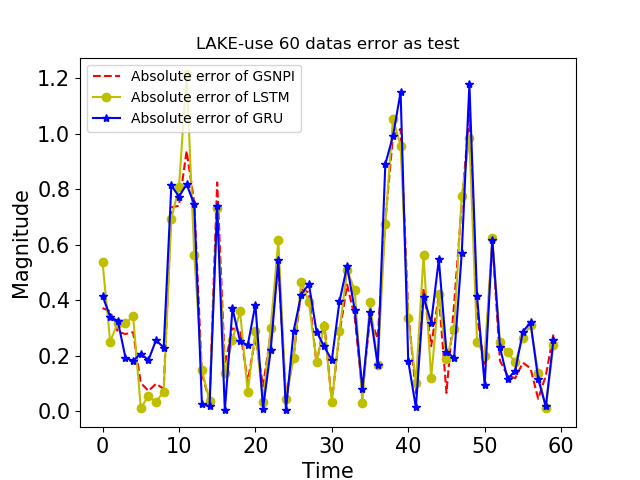 LAKE-use 60 datas error as test
Absolute error of GSNPI
Absolute error of LSTM
Absolute error of GRU
Magnitude
1.2
1.0
0.8
0.6
0.4
0.2
0.0
0 10 20 30 40 50 60
Time